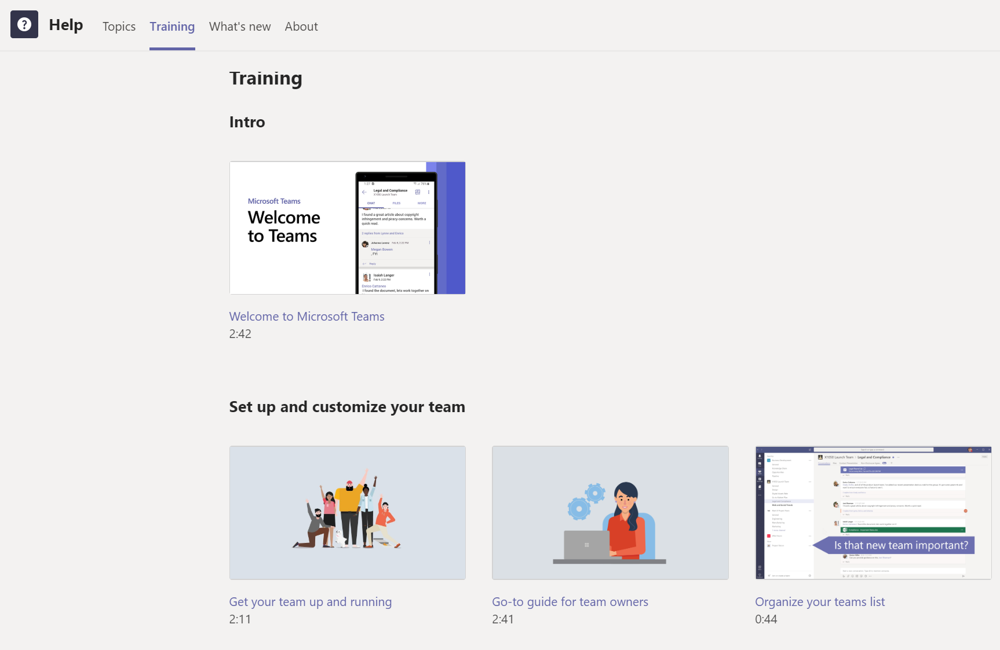 Help
Topics
Training
What's new
About
Training
Intro
Microsoft Teams
Welcome
to Teams
1:27
76%
Legal and Compliance
X1050 Launch Team
CHAT
FILES
MORE
I found a great article about copyright
infringement and piracy concerns. Worth a
quick read.
2 replies from Lynne and Enrico
Johanna Lorenz Feb 9, 2:22 PM
Megan Bowen
, FYI
Reply
Isaiah Langer
Feb 9, 2:22 PM
Enrico Cattaneo
I found the document, lets work together on
Welcome to Microsoft Teams
2:42
Set up and customize your team
X1050 Launch Team > Legal and Compliance
Is that new team important?
Get your team up and running
2:11
Go-to guide for team owners
2:41
Organize your teams list
0:44